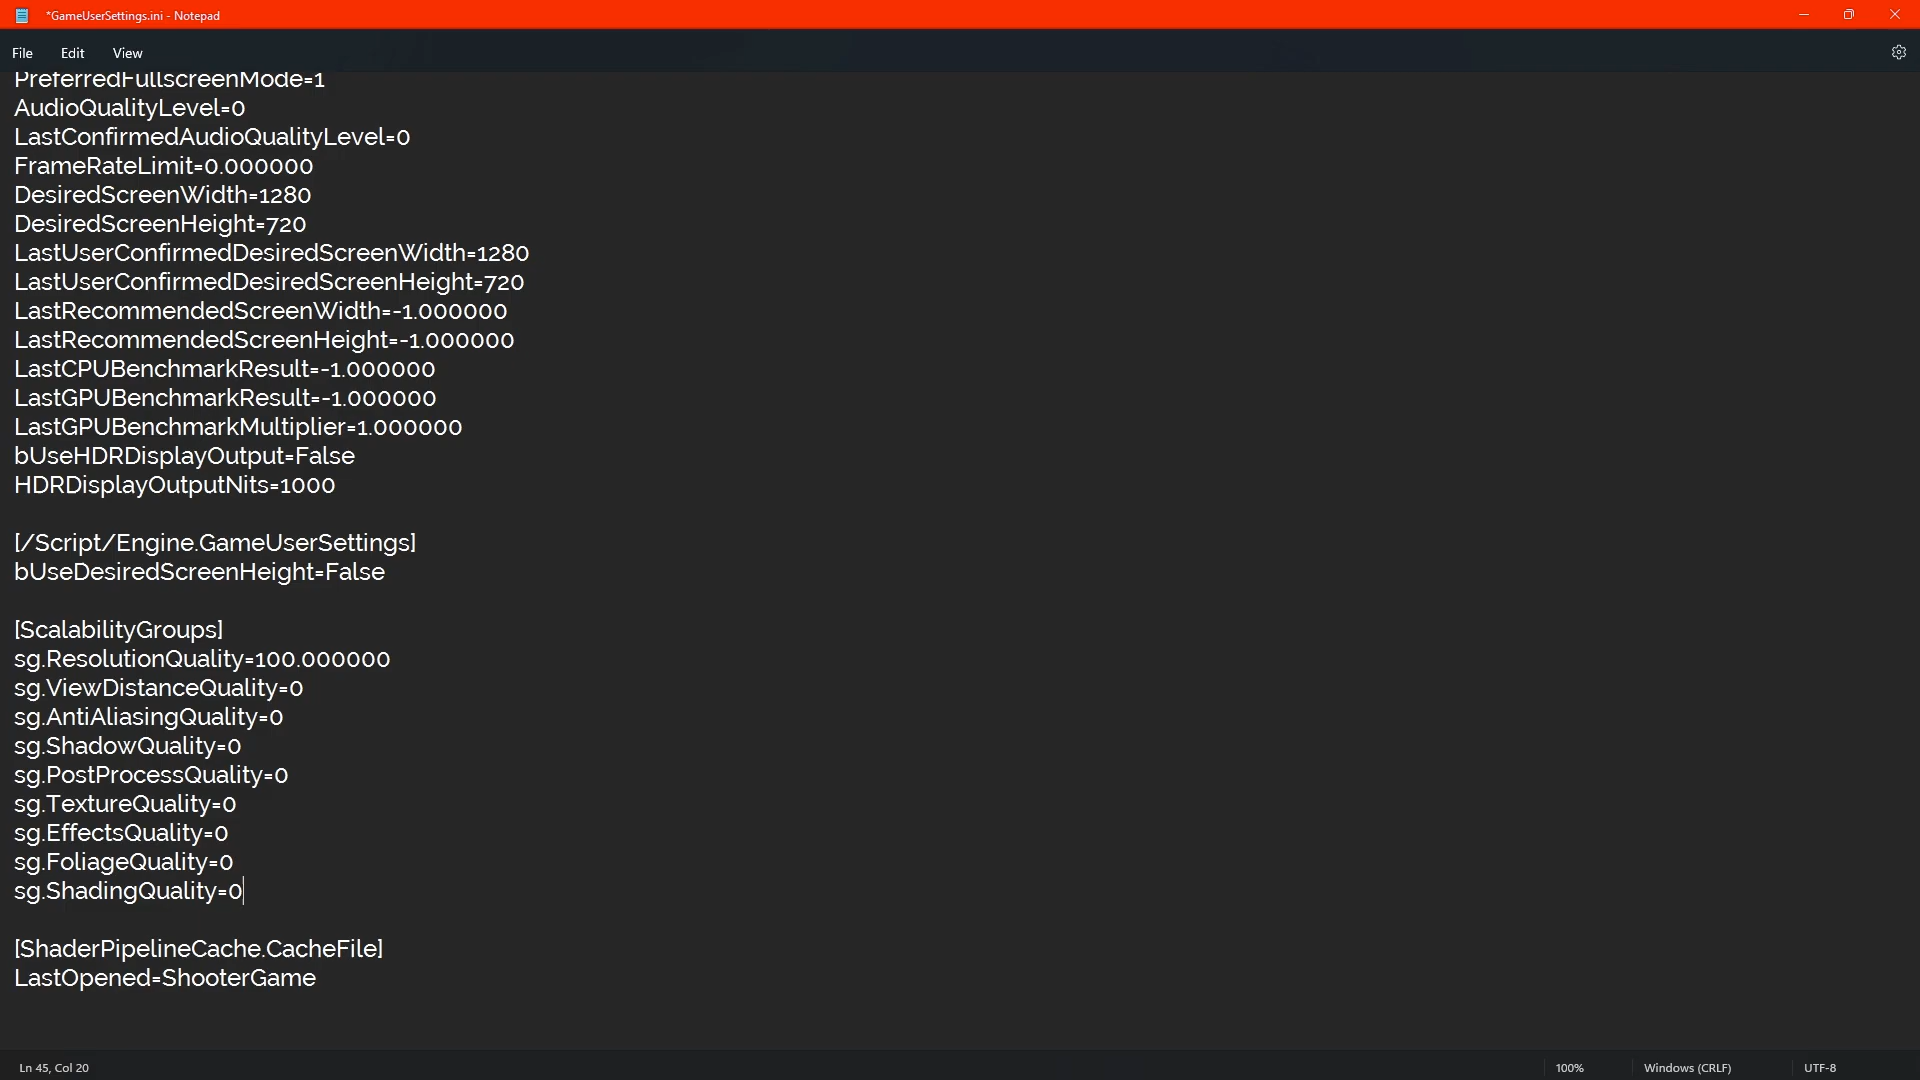 *GameUserSettings.ini - Notepad
File Edit View
PreferredFullscreenMode=1
AudioQualityLevel=0
LastConfirmedAudioQualityLevel=0
FrameRateLimit=0.000000
DesiredScreenWidth=1280
DesiredScreenHeight=720
LastUserConfirmedDesiredScreenWidth=1280
LastUserConfirmedDesiredScreenHeight=720
LastRecommendedScreenWidth=-1.000000
LastRecommendedScreenHeight=-1.000000
LastCPUBenchmarkResult=-1.000000
LastGPUBenchmarkResult=-1.000000
LastGPUBenchmarkMultiplier=1.000000
bUseHDRDisplayOutput=False
HDRDisplayOutputNits=1000
[/Script/Engine.GameUserSettings]
bUseDesiredScreenHeight=False
[ScalabilityGroups]
sg.ResolutionQuality=100.000000
sg.ViewDistanceQuality=0
sg.AntiAliasingQuality=0
sg.ShadowQuality=0
sg.PostProcessQuality=0
sg.TextureQuality=0
sg.EffectsQuality=0
sg.FoliageQuality=0
sg.ShadingQuality=0
[ShaderPipelineCache.CacheFile]
LastOpened=ShooterGame
Ln 45, Col 20 100% Windows (CRLF) UTF-8